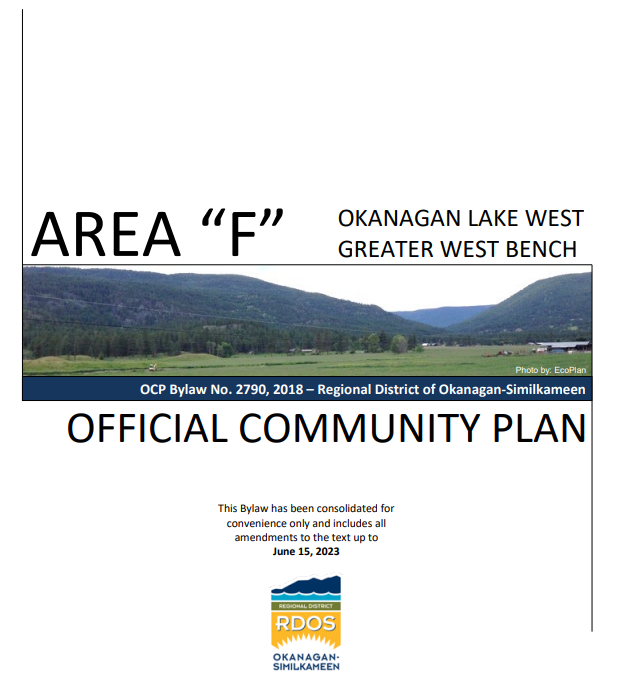 AREA “F”
OKANAGAN LAKE WEST
GREATER WEST BENCH
Photo by: EcoPlan
OCP Bylaw No. 2790, 2018 – Regional District of Okanagan-Similkameen
OFFICIAL COMMUNITY PLAN
This Bylaw has been consolidated for
convenience only and includes all
amendments to the text up to
June 15, 2023
REGIONAL DISTRICT
RDOS
OKANAGAN-
SIMILKAMEEN